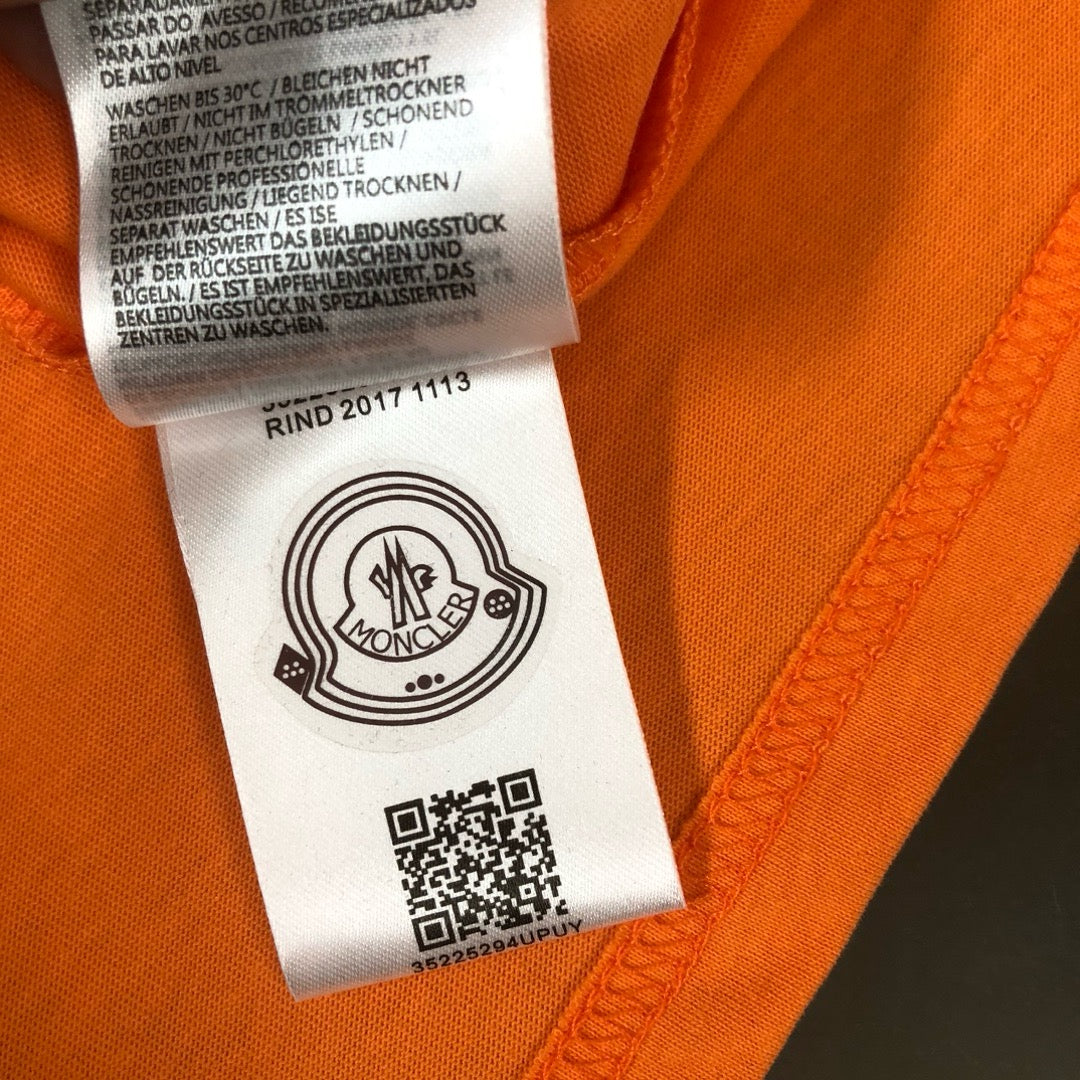 PASSAR DO AVESSO /
PARA LAVAR NOS CENTROS ESPECIALIZADOS
DE ALTO NIVEL
WASCHEN BIS 30°C / BLEICHEN NICHT
ERLAUBT / NICHT IM TROMMELTROCKNER
TROCKNEN / NICHT BÜGELN / SCHONEND
REINIGEN MIT PERCHLORETHYLEN /
SCHONENDE PROFESSIONELLE
NASSREINIGUNG / LIEGEND TROCKNEN /
SEPARAT WASCHEN / ES ISE
EMPFEHLENSWERT DAS BEKLEIDUNGSSTÜCK
AUF DER RÜCKSEITE ZU WASCHEN UND
BÜGELN. / ES IST EMPFEHLENSWERT, DAS
BEKLEIDUNGSSTÜCK IN SPEZIALISIERTEN
ZENTREN ZU WASCHEN.
RIND 2017 1113
MONCLER
35225294UPUY